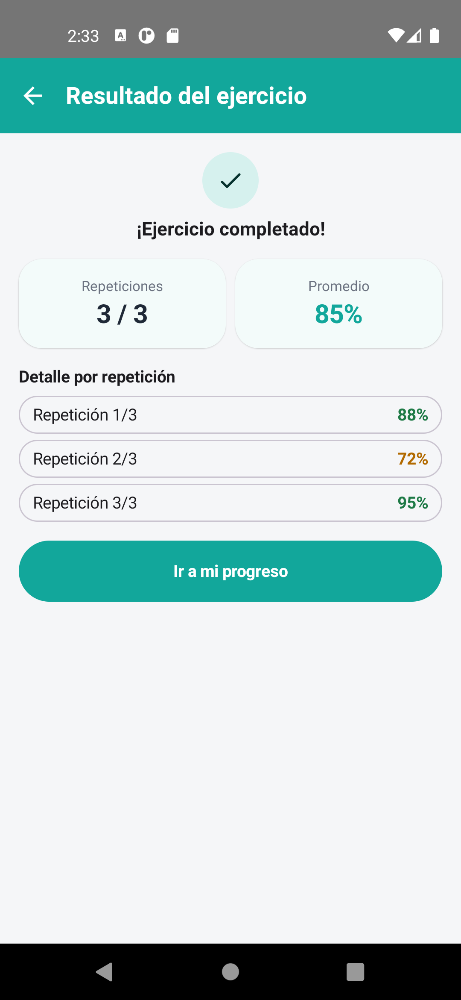 2:33
Resultado del ejercicio
¡Ejercicio completado!
Repeticiones
3 / 3
Promedio
85%
Detalle por repetición
Repetición 1/3 88%
Repetición 2/3 72%
Repetición 3/3 95%
Ir a mi progreso